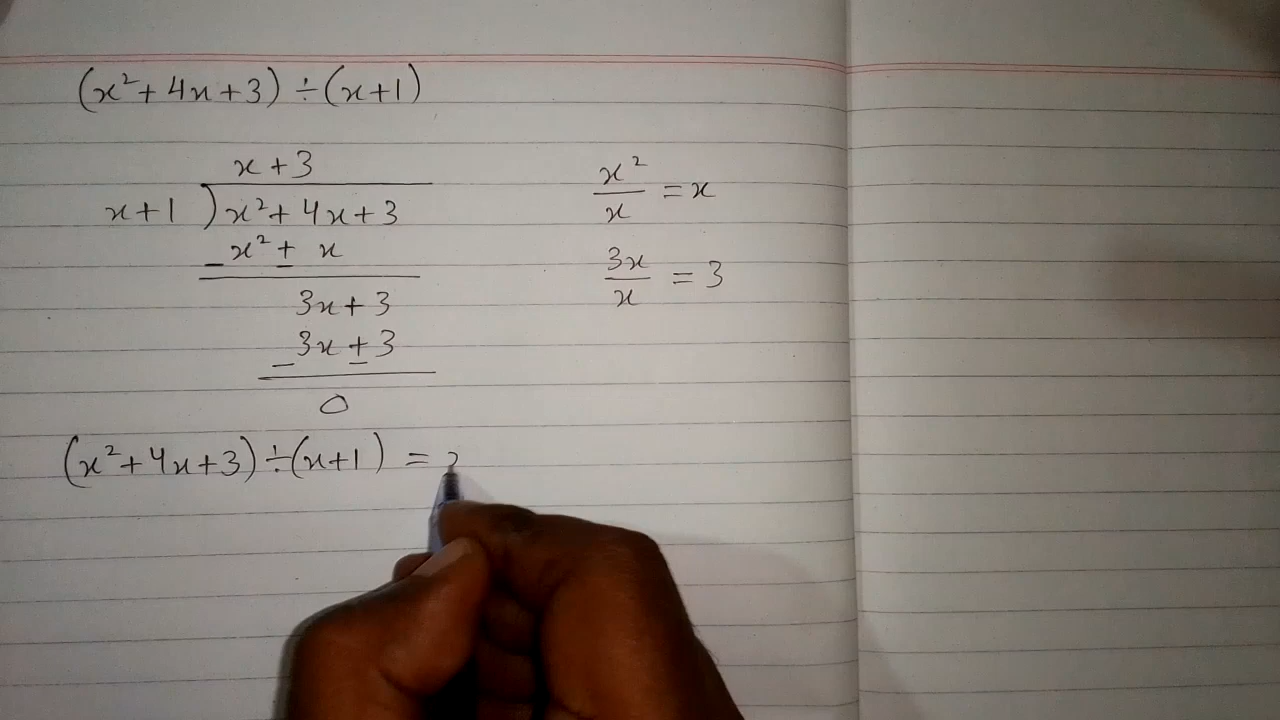 (x² + 4x + 3) ÷ (x + 1)
x + 3
x + 1 ) x² + 4x + 3
x² + x
3x + 3
3x + 3
0
(x² + 4x + 3) ÷ (x + 1) =
x²/x = x
3x/x = 3